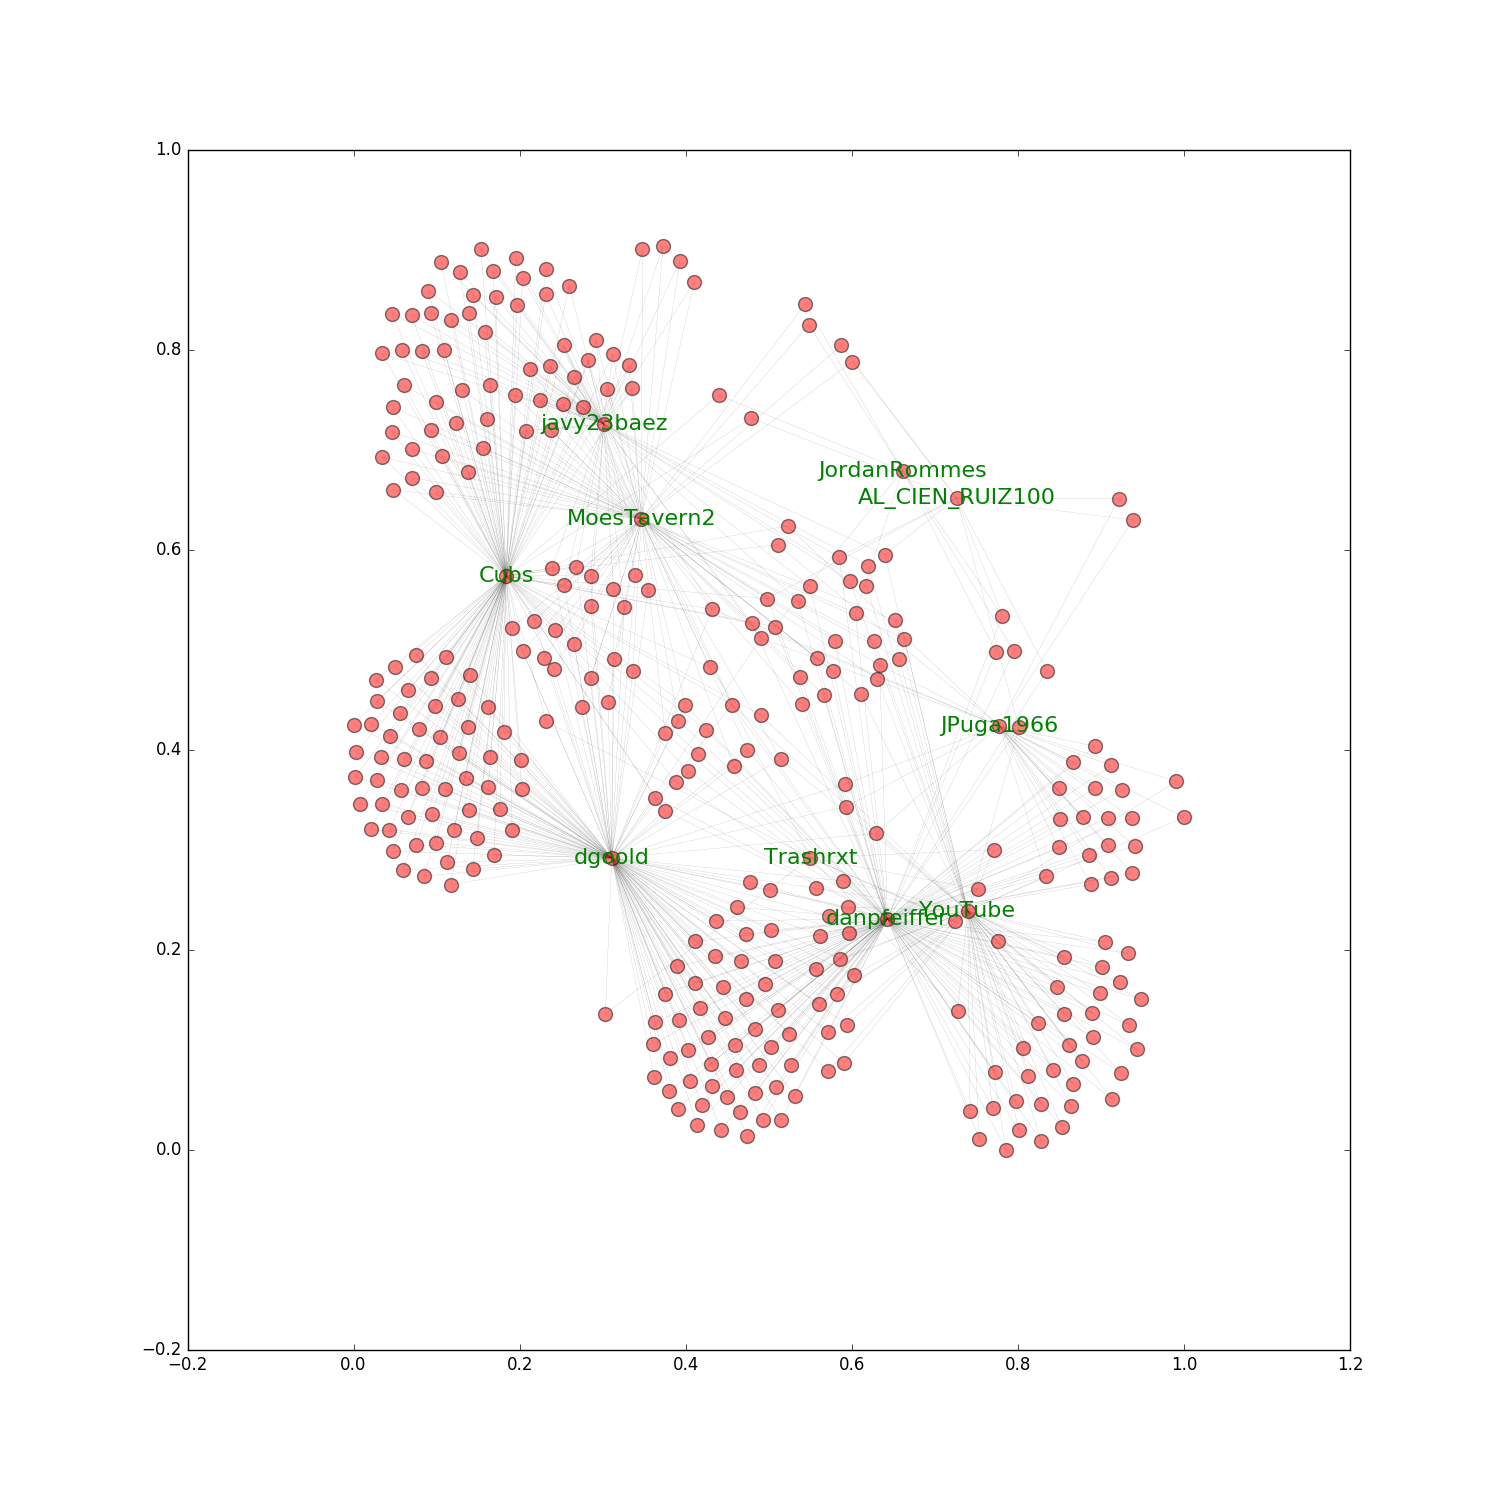 1.0
0.8
0.6
0.4
0.2
0.0
−0.2
javy23baez
JordanRommes
AL_CIEN_RUIZ100
MoesTavern2
Cubs
JPuga1966
dgoold
Trashrxt
YouTube
danpfeiffer
−0.2 0.0 0.2 0.4 0.6 0.8 1.0 1.2